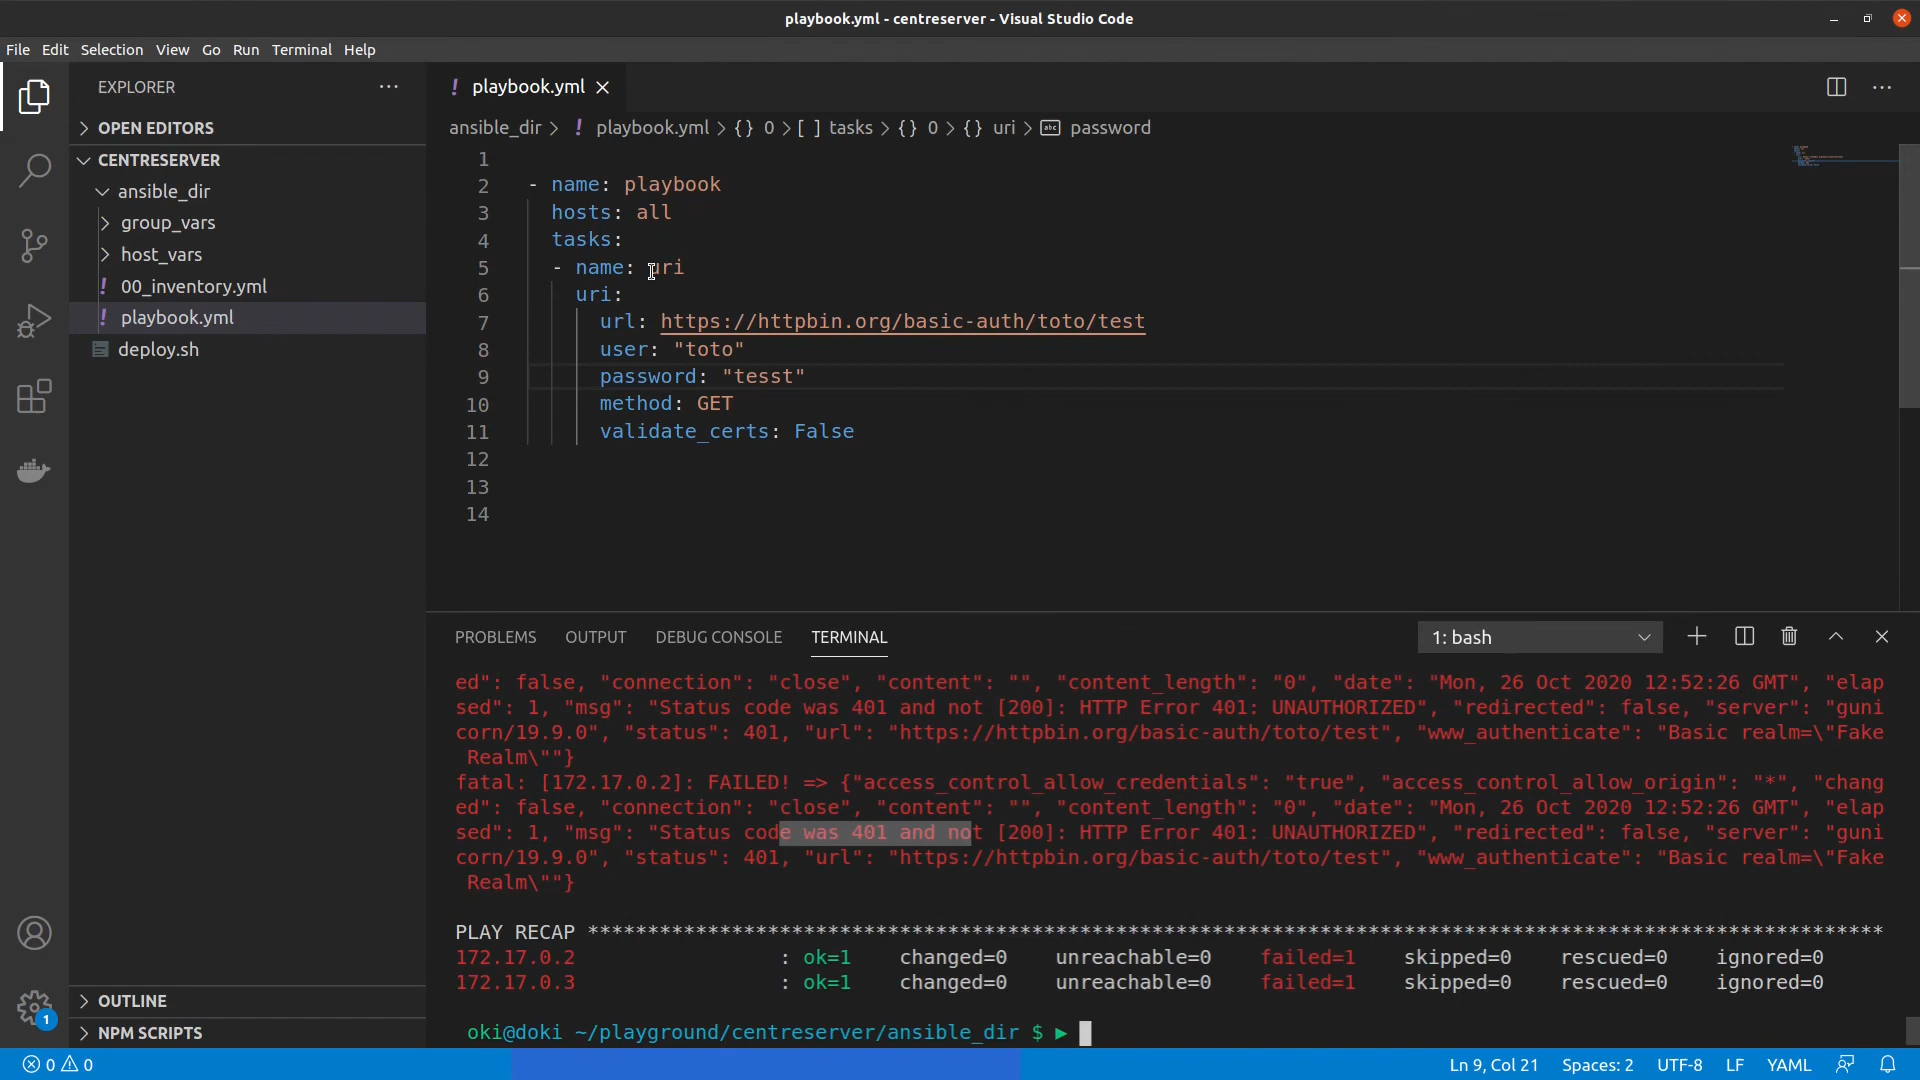 playbook.yml - centreserver - Visual Studio Code
File Edit Selection View Go Run Terminal Help
EXPLORER ...
playbook.yml
OPEN EDITORS
ansible_dir > ! playbook.yml > {} 0 > [ ] tasks > {} 0 > {} uri > abc password
CENTRESERVER
ansible_dir
group_vars
host_vars
! 00_inventory.yml
! playbook.yml
deploy.sh
1
2 - name: playbook
3 hosts: all
4 tasks:
5 - name: uri
6 uri:
7 url: https://httpbin.org/basic-auth/toto/test
8 user: "toto"
9 password: "tesst"
10 method: GET
11 validate_certs: False
12
13
14
PROBLEMS OUTPUT DEBUG CONSOLE TERMINAL 1: bash
ed": false, "connection": "close", "content": "", "content_length": "0", "date": "Mon, 26 Oct 2020 12:52:26 GMT", "elap
sed": 1, "msg": "Status code was 401 and not [200]: HTTP Error 401: UNAUTHORIZED", "redirected": false, "server": "guni
corn/19.9.0", "status": 401, "url": "https://httpbin.org/basic-auth/toto/test", "www_authenticate": "Basic realm=\"Fake
Realm\""}
fatal: [172.17.0.2]: FAILED! => {"access_control_allow_credentials": "true", "access_control_allow_origin": "*", "chang
ed": false, "connection": "close", "content": "", "content_length": "0", "date": "Mon, 26 Oct 2020 12:52:26 GMT", "elap
sed": 1, "msg": "Status code was 401 and not [200]: HTTP Error 401: UNAUTHORIZED", "redirected": false, "server": "guni
corn/19.9.0", "status": 401, "url": "https://httpbin.org/basic-auth/toto/test", "www_authenticate": "Basic realm=\"Fake
Realm\""}
PLAY RECAP ***********************************************************************************************************
172.17.0.2 : ok=1 changed=0 unreachable=0 failed=1 skipped=0 rescued=0 ignored=0
172.17.0.3 : ok=1 changed=0 unreachable=0 failed=1 skipped=0 rescued=0 ignored=0
oki@doki ~/playground/centreserver/ansible_dir $ ▶
OUTLINE
NPM SCRIPTS
1
0 0 Ln 9, Col 21 Spaces: 2 UTF-8 LF YAML